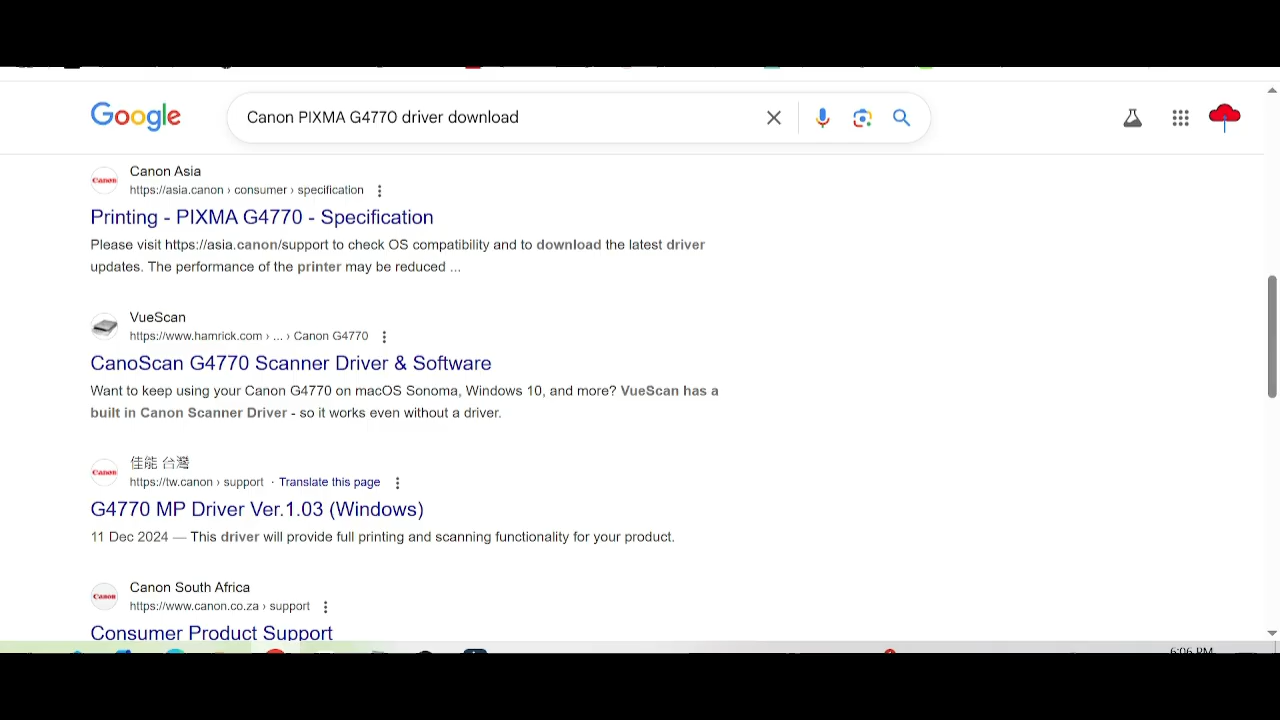 Google
Canon PIXMA G4770 driver download
Canon Asia
https://asia.canon › consumer › specification
Printing - PIXMA G4770 - Specification
Please visit https://asia.canon/support to check OS compatibility and to download the latest driver
updates. The performance of the printer may be reduced ...
VueScan
https://www.hamrick.com › ... › Canon G4770
CanoScan G4770 Scanner Driver & Software
Want to keep using your Canon G4770 on macOS Sonoma, Windows 10, and more? VueScan has a
built in Canon Scanner Driver - so it works even without a driver.
佳能 台灣
https://tw.canon › support · Translate this page
G4770 MP Driver Ver.1.03 (Windows)
11 Dec 2024 — This driver will provide full printing and scanning functionality for your product.
Canon South Africa
https://www.canon.co.za › support
Consumer Product Support
6:06 PM